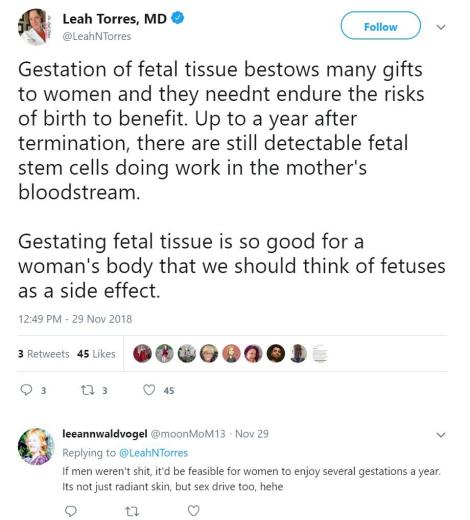 Leah Torres, MD
@LeahNTorres
Follow
Gestation of fetal tissue bestows many gifts
to women and they neednt endure the risks
of birth to benefit. Up to a year after
termination, there are still detectable fetal
stem cells doing work in the mother's
bloodstream.
Gestating fetal tissue is so good for a
woman's body that we should think of fetuses
as a side effect.
12:49 PM - 29 Nov 2018
3 Retweets 45 Likes
3 3 45
leeannwaldvogel @moonMoM13 · Nov 29
Replying to @LeahNTorres
If men weren't shit, it'd be feasible for women to enjoy several gestations a year.
Its not just radiant skin, but sex drive too, hehe